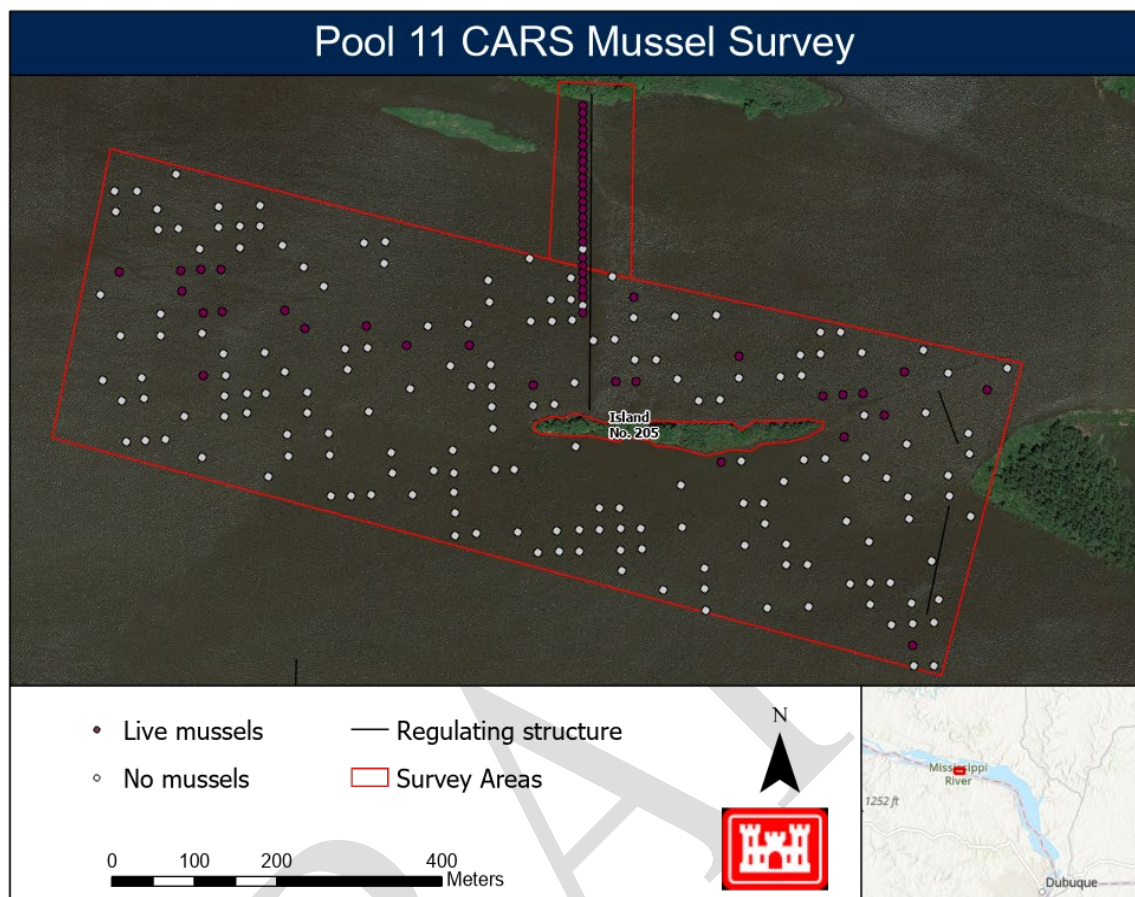 Pool 11 CARS Mussel Survey
Island
No. 205
Live mussels
No mussels
Regulating structure
Survey Areas
N
0 100 200 400
Meters
Mississippi
River
1252 ft
Dubuque